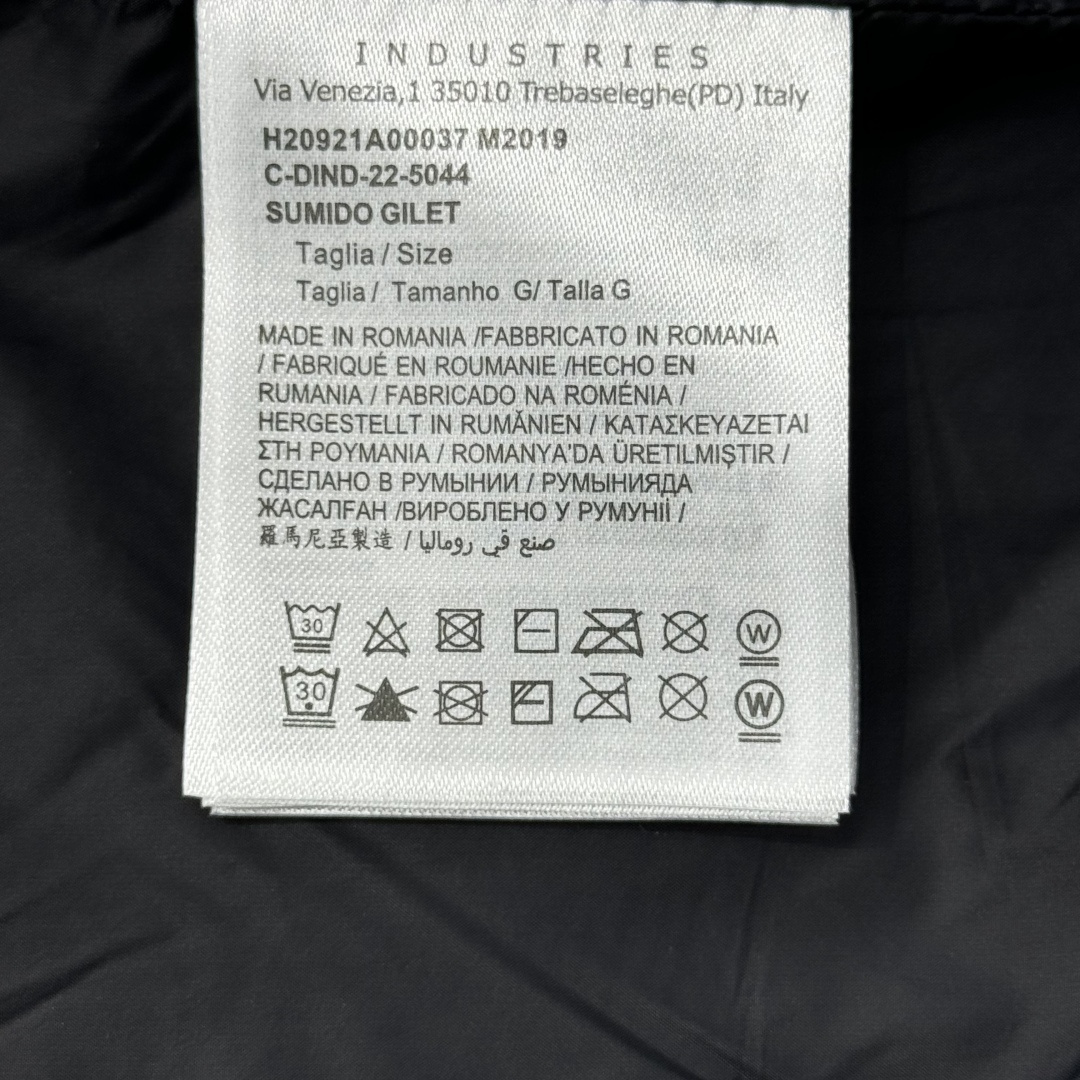 INDUSTRIES
Via Venezia,1 35010 Trebaseleghe(PD) Italy
H20921A00037 M2019
C-DIND-22-5044
SUMIDO GILET
Taglia / Size
Taglia / Tamanho G/ Talla G
MADE IN ROMANIA /FABBRICATO IN ROMANIA
/ FABRIQUÉ EN ROUMANIE /HECHO EN
RUMANIA / FABRICADO NA ROMÉNIA /
HERGESTELLT IN RUMĂNIEN / ΚΑΤΑΣΚΕΥΑΖΕΤΑΙ
ΣΤΗ ΡΟΥΜΑΝΙΑ / ROMANYA'DA ÜRETILMIŞTIR /
СДЕЛАНО В РУМЫНИИ / РУМЫНИЯДА
ЖАСАЛҒАН /ВИРОБЛЕНО У РУМУНІЇ /
羅馬尼亞製造 / صنع في روماليا
30 W
30 W